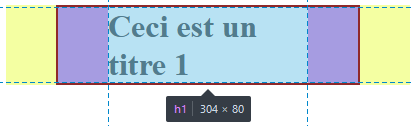 Ceci est un
titre 1
h1 304 × 80